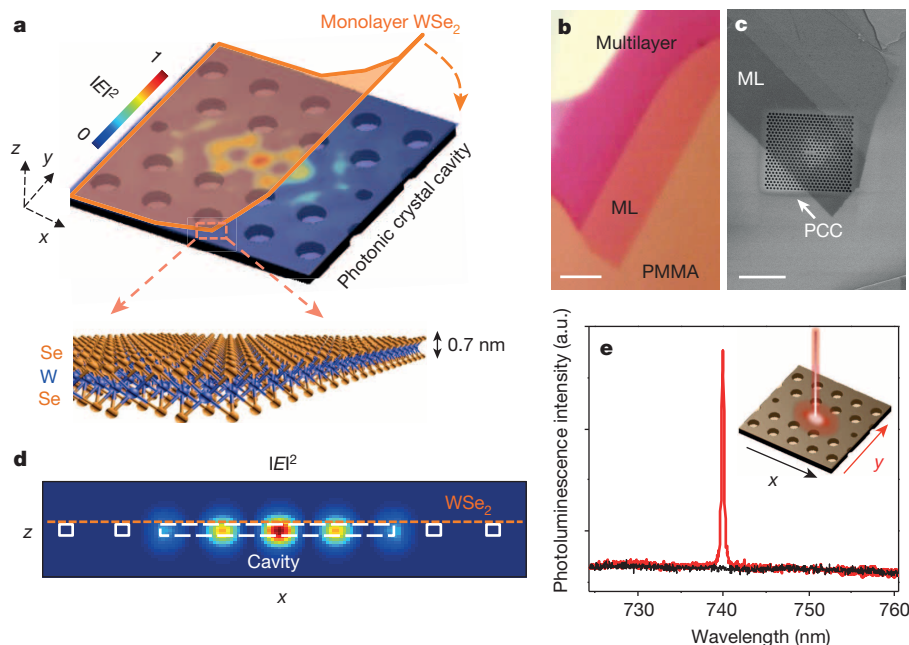 a
Monolayer WSe2
|E|²
0
1
z
y
x
Photonic crystal cavity
Se
W
Se
0.7 nm
b
Multilayer
ML
PMMA
c
ML
PCC
d
|E|²
WSe2
z
Cavity
x
e
Photoluminescence intensity (a.u.)
x
y
730 740 750 760
Wavelength (nm)